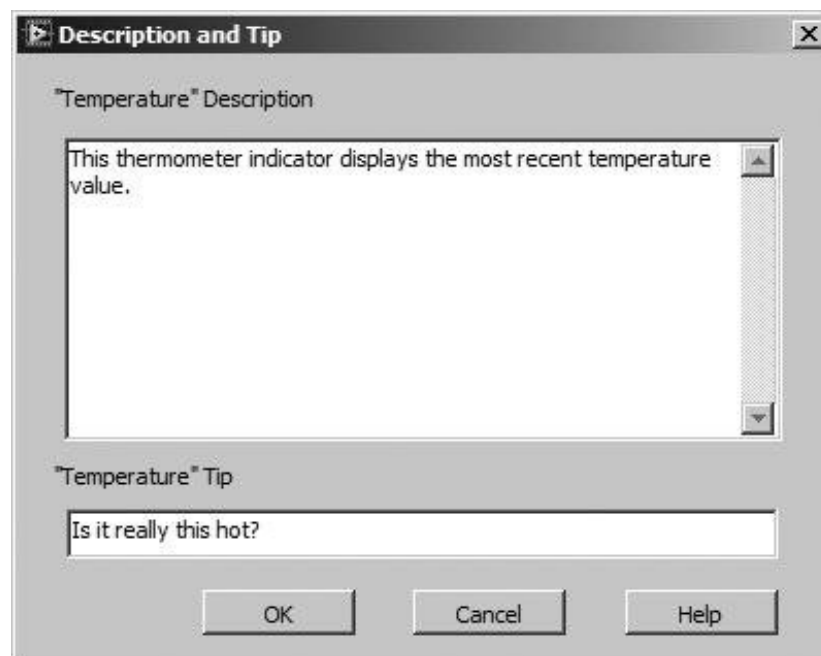 Description and Tip
"Temperature" Description
This thermometer indicator displays the most recent temperature
value.
"Temperature" Tip
Is it really this hot?
OK Cancel Help